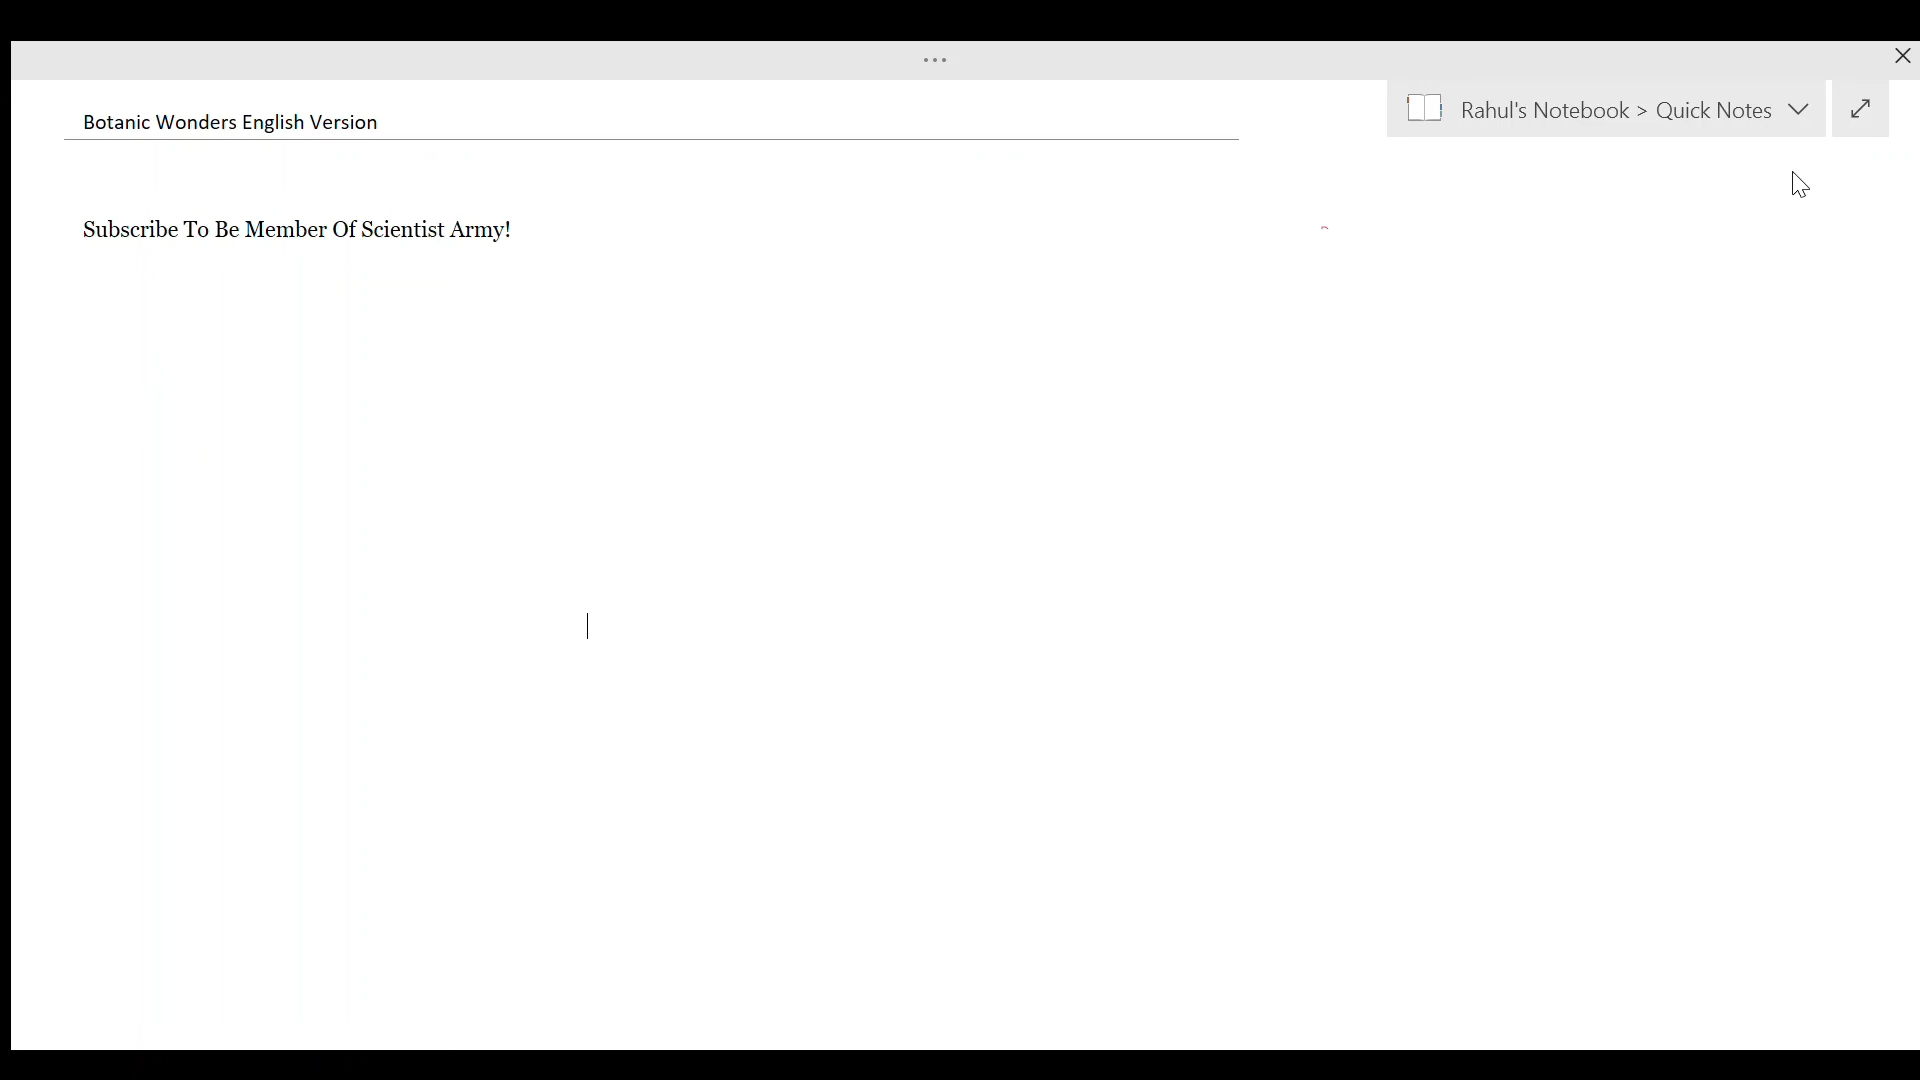 Botanic Wonders English Version
Rahul's Notebook > Quick Notes
Subscribe To Be Member Of Scientist Army!